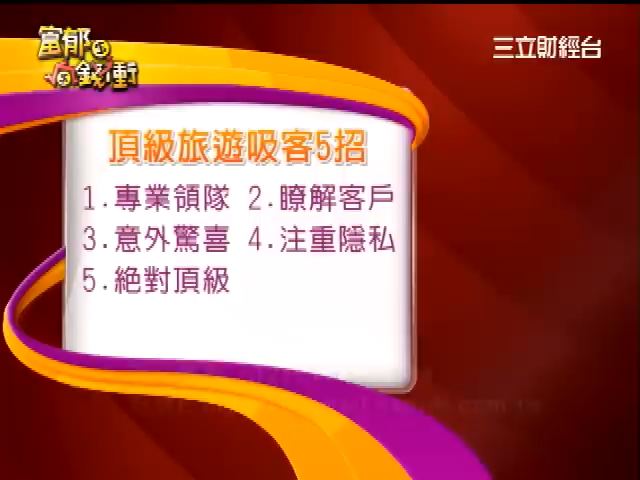 富郁
向錢衝
三立財經台
頂級旅遊吸客5招
1.專業領隊 2.瞭解客戶
3.意外驚喜 4.注重隱私
5.絕對頂級